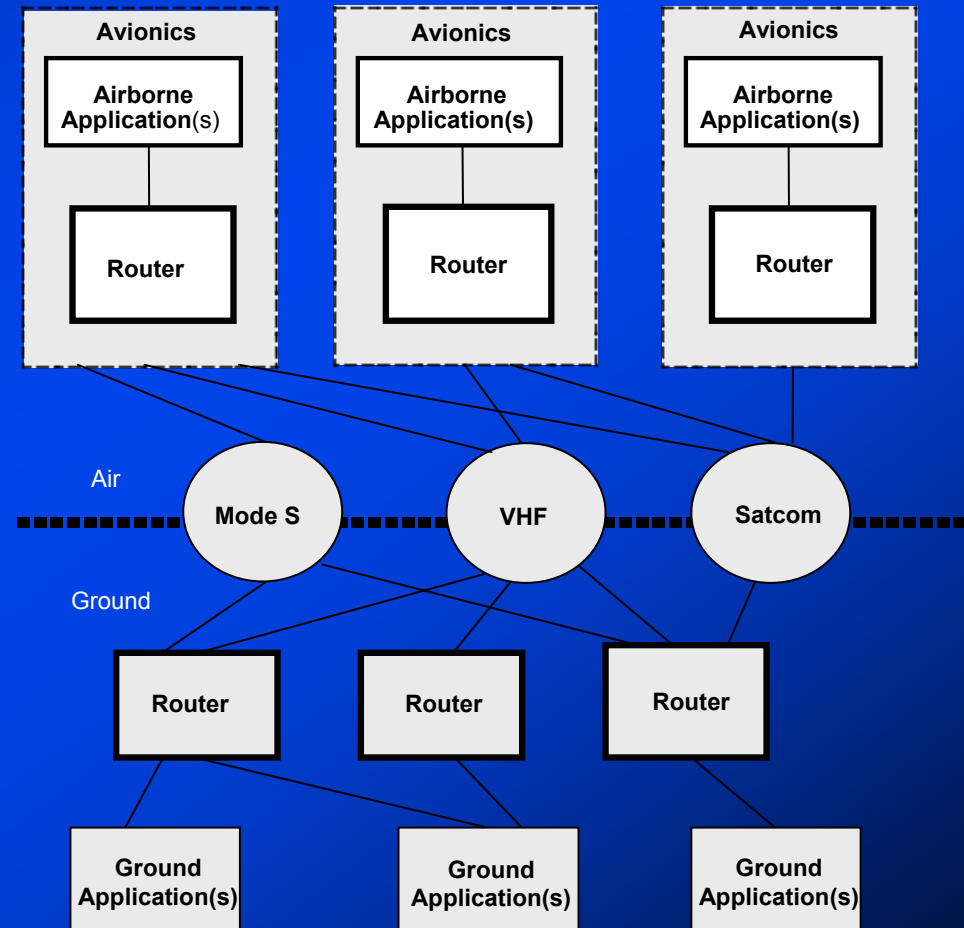 Avionics
Avionics
Avionics
Airborne
Application(s)
Airborne
Application(s)
Airborne
Application(s)
Router
Router
Router
Air
Mode S
VHF
Satcom
Ground
Router
Router
Router
Ground
Application(s)
Ground
Application(s)
Ground
Application(s)